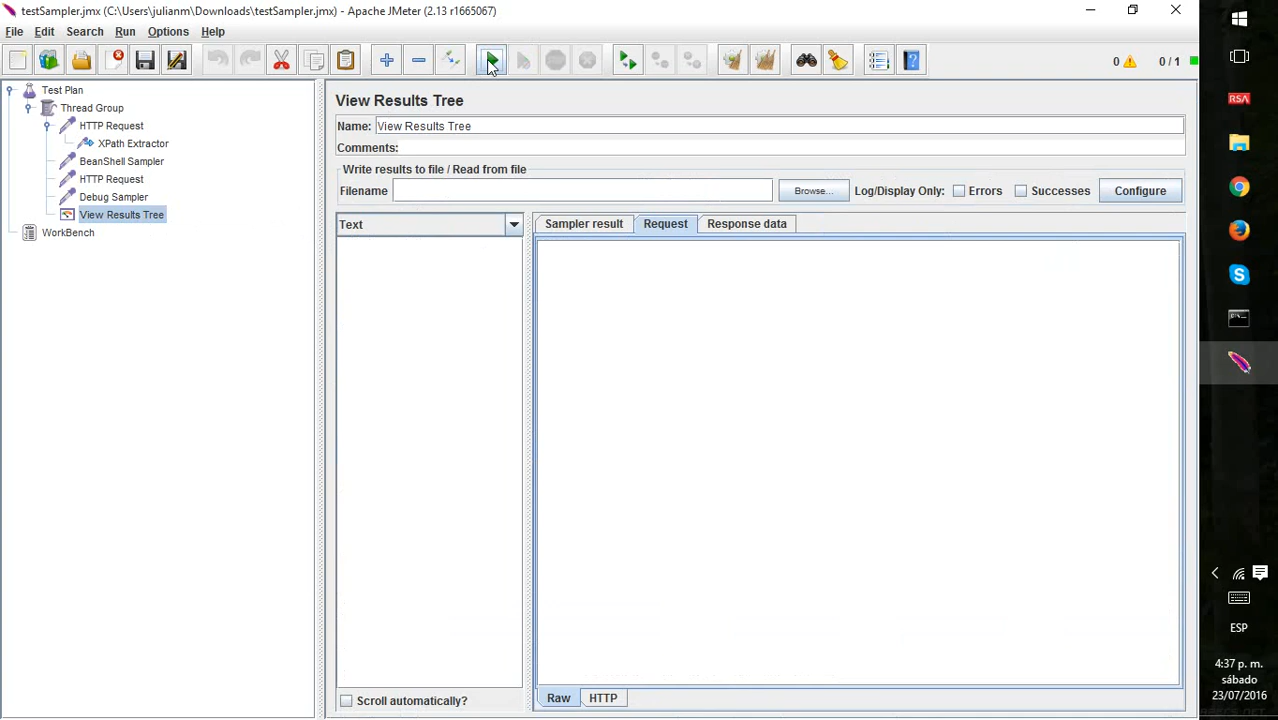 testSampler.jmx (C:\Users\julianm\Downloads\testSampler.jmx) - Apache JMeter (2.13 r1665067)
File Edit Search Run Options Help
0 0 / 1
Test Plan
Thread Group
HTTP Request
XPath Extractor
BeanShell Sampler
HTTP Request
Debug Sampler
View Results Tree
WorkBench
View Results Tree
Name: View Results Tree
Comments:
Write results to file / Read from file
Filename Browse... Log/Display Only: Errors Successes Configure
Text
Sampler result Request Response data
Scroll automatically?
Raw HTTP
RSA
ESP
4:37 p. m.
sábado
23/07/2016